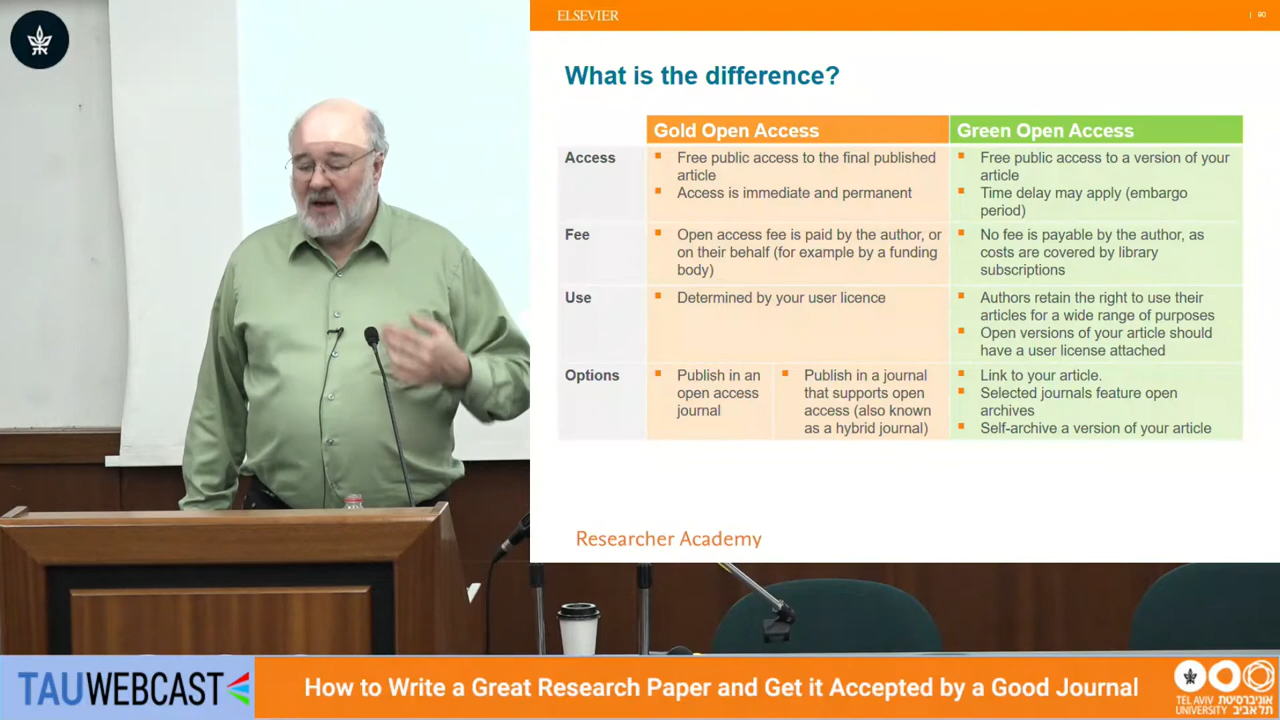 ELSEVIER
| 90
What is the difference?
Gold Open Access
Green Open Access
Access
Free public access to the final published
article
Access is immediate and permanent
Free public access to a version of your
article
Time delay may apply (embargo
period)
Fee
Open access fee is paid by the author, or
on their behalf (for example by a funding
body)
No fee is payable by the author, as
costs are covered by library
subscriptions
Use
Determined by your user licence
Authors retain the right to use their
articles for a wide range of purposes
Open versions of your article should
have a user license attached
Options
Publish in an
open access
journal
Publish in a journal
that supports open
access (also known
as a hybrid journal)
Link to your article.
Selected journals feature open
archives
Self-archive a version of your article
Researcher Academy
TAUWEBCAST
How to Write a Great Research Paper and Get it Accepted by a Good Journal
TEL AVIV אוניברסיטת
UNIVERSITY תל אביב